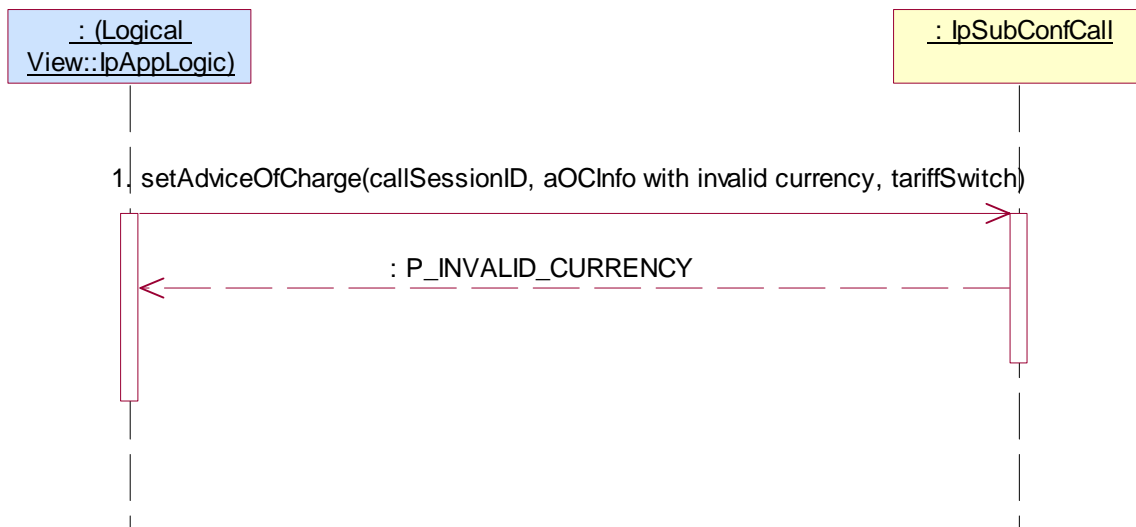 : (Logical
View::IpAppLogic)
: IpSubConfCall
1. setAdviceOfCharge(callSessionID, aOCInfo with invalid currency, tariffSwitch)
: P_INVALID_CURRENCY